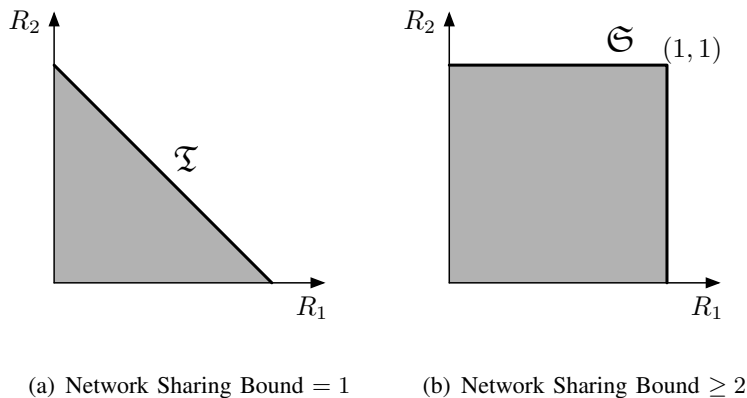 R₂
𝔗
R₁
(a) Network Sharing Bound = 1
R₂
𝔖
(1, 1)
R₁
(b) Network Sharing Bound ≥ 2